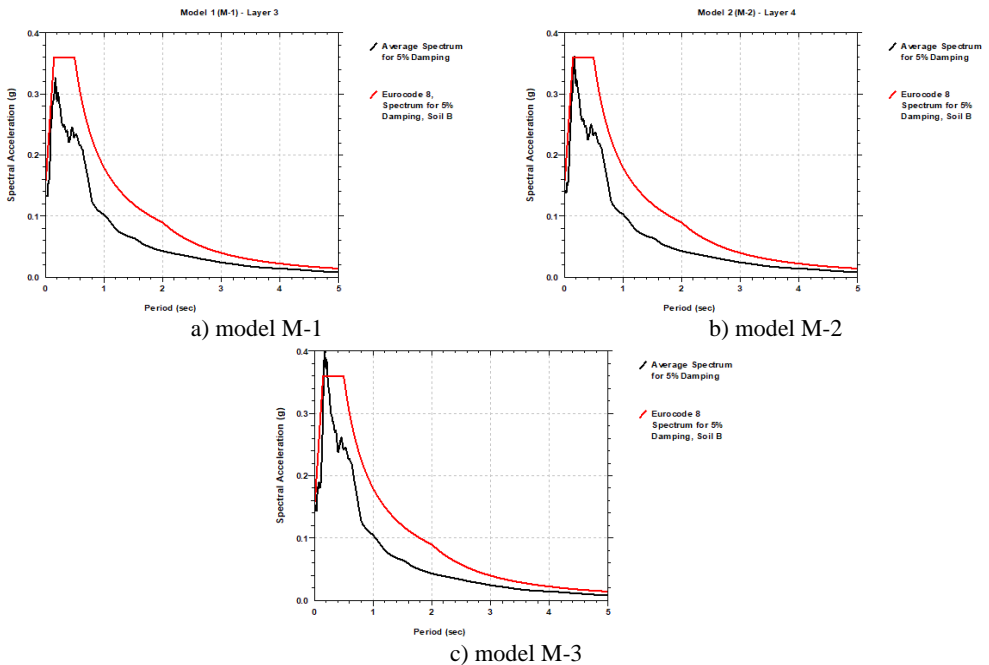 Model 1 (M-1) - Layer 3
0.4
0.3
0.2
0.1
0.0
Spectral Acceleration (g)
0 1 2 3 4 5
Period (sec)
Average Spectrum
for 5% Damping
Eurocode 8,
Spectrum for 5%
Damping, Soil B
a) model M-1
Model 2 (M-2) - Layer 4
0.4
0.3
0.2
0.1
0.0
Spectral Acceleration (g)
0 1 2 3 4 5
Period (sec)
Average Spectrum
for 5% Damping
Eurocode 8
Spectrum for 5%
Damping, Soil B
b) model M-2
0.4
0.3
0.2
0.1
0.0
Spectral Acceleration (g)
0 1 2 3 4 5
Period (sec)
Average Spectrum
for 5% Damping
Eurocode 8
Spectrum for 5%
Damping, Soil B
c) model M-3